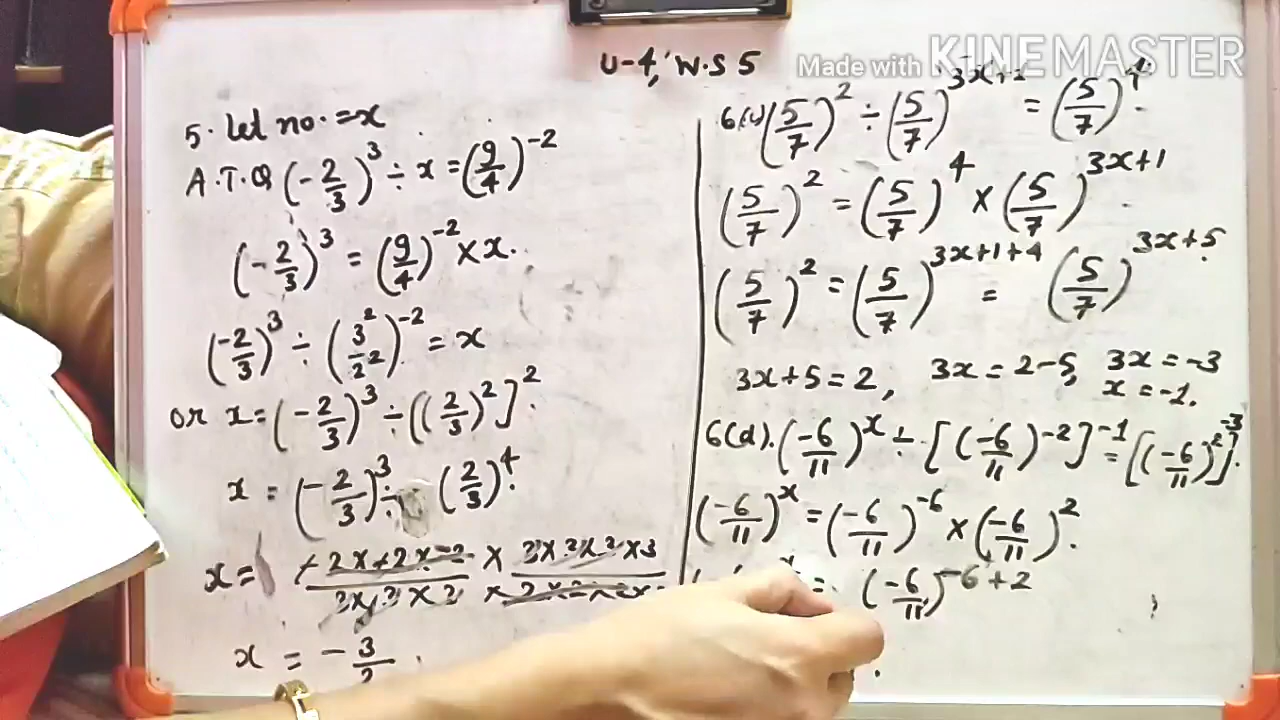 U-4, W.S 5
Made with KINEMASTER
5. Let no. = x
A.T.Q (-2/3)^3 ÷ x = (9/4)^-2
(-2/3)^3 = (9/4)^-2 × x.
(-2/3)^3 ÷ (3^2/2^2)^-2 = x
or x = (-2/3)^3 ÷ ((2/3)^2]^2.
x = (-2/3)^3 ÷ (2/3)^4.
x =
x = -3/2.
(5/7)^2 ÷ (5/7)^3x+1 = (5/7)^4
(5/7)^2 = (5/7)^4 × (5/7)^3x+1
(5/7)^2 = (5/7)^3x+1+4 = (5/7)^3x+5.
3x+5 = 2, 3x = 2-5, 3x = -3
x = -1.
6(d). (-6/11)^x ÷ [(-6/11)^-2]^-1 = [(-6/11)^2]^-3.
(-6/11)^x = (-6/11)^-6 × (-6/11)^2.
= (-6/11)^-6+2